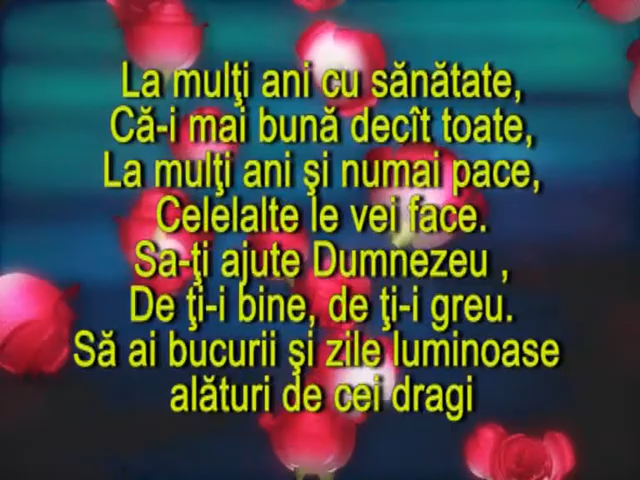 La mulţi ani cu sănătate,
Că-i mai bună decît toate,
La mulţi ani şi numai pace,
Celelalte le vei face.
Sa-ţi ajute Dumnezeu ,
De ţi-i bine, de ţi-i greu.
Să ai bucurii şi zile luminoase
alături de cei dragi